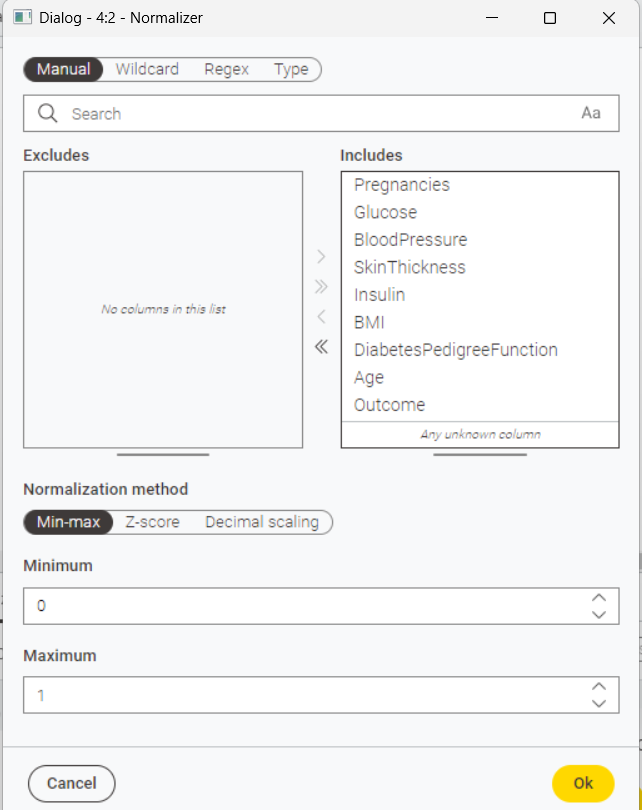 Dialog - 4:2 - Normalizer
Manual Wildcard Regex Type
Search Aa
Excludes
No columns in this list
Includes
Pregnancies
Glucose
BloodPressure
SkinThickness
Insulin
BMI
DiabetesPedigreeFunction
Age
Outcome
Any unknown column
Normalization method
Min-max Z-score Decimal scaling
Minimum
0
Maximum
1
Cancel Ok